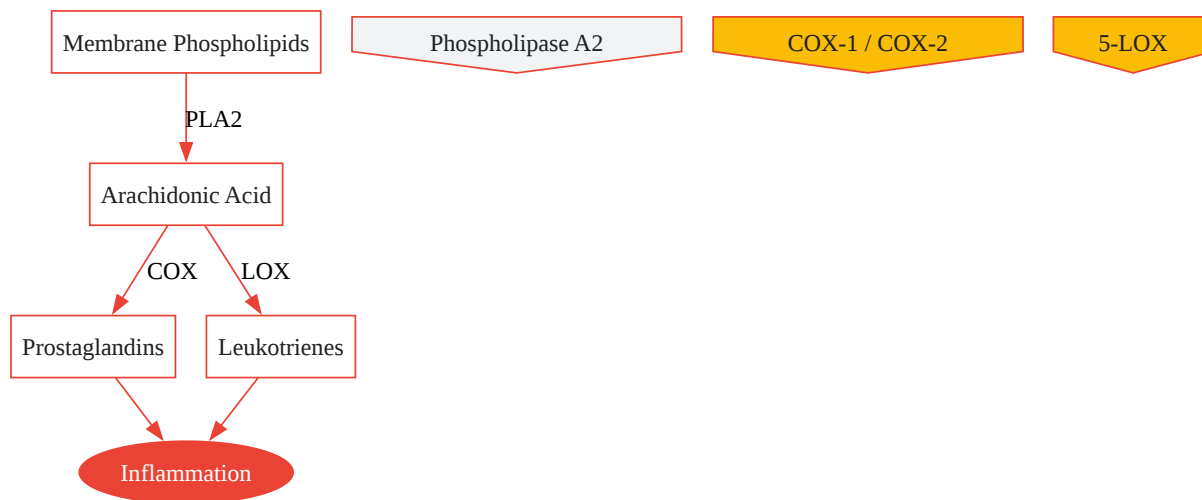 Membrane Phospholipids
Phospholipase A2
COX-1 / COX-2
5-LOX
PLA2
Arachidonic Acid
COX
LOX
Prostaglandins
Leukotrienes
Inflammation